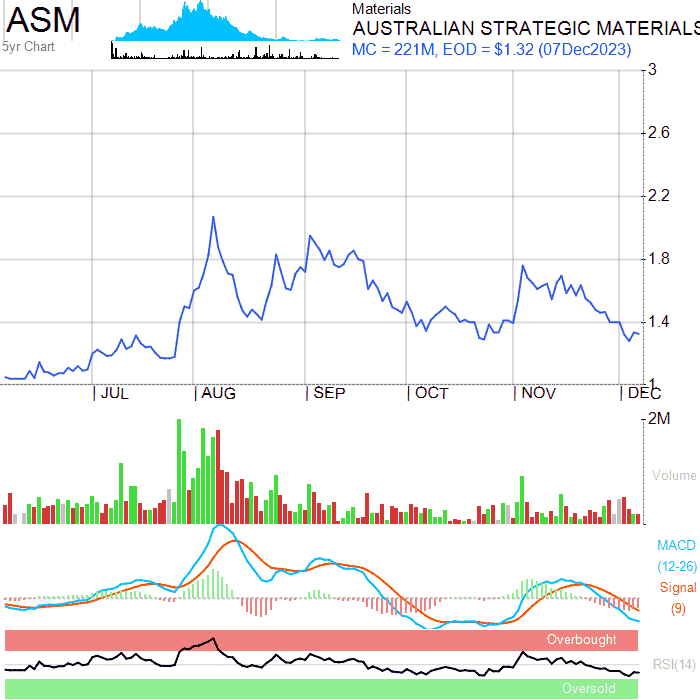 ASM
5yr Chart
Materials
AUSTRALIAN STRATEGIC MATERIALS
MC = 221M, EOD = $1.32 (07Dec2023)
3
2.6
2.2
1.8
1.4
1
JUL AUG SEP OCT NOV DEC
2M
Volume
MACD
(12-26)
Signal
(9)
Overbought
RSI(14)
Oversold